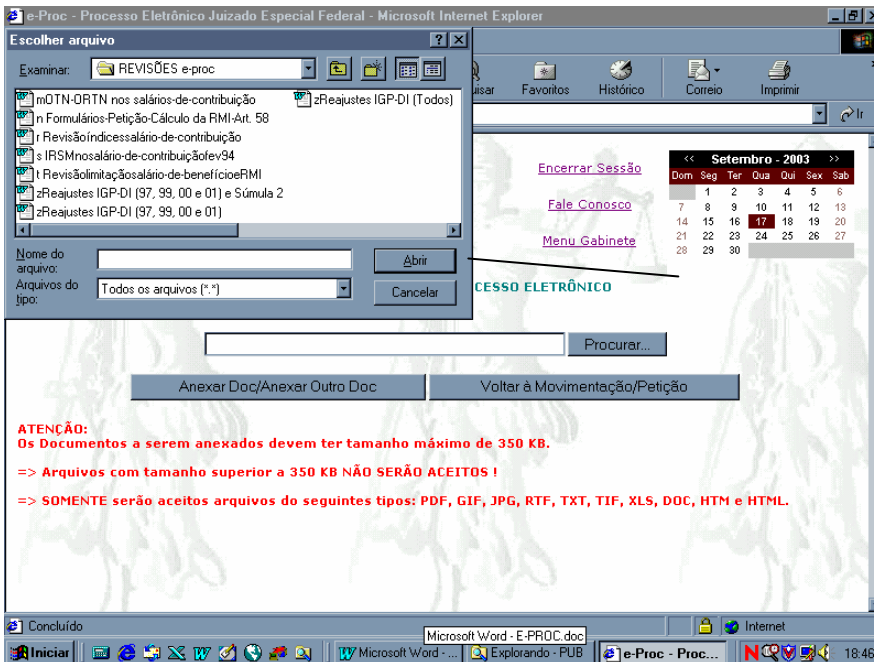 e-Proc - Processo Eletrônico Juizado Especial Federal - Microsoft Internet Explorer
Escolher arquivo
Examinar: REVISÕES e-proc
mOTN-ORTN nos salários-de-contribuição
n Formulários-Petição-Cálculo da RMI-Art. 58
r Revisãoíndicessalário-de-contribuição
s IRSMnosalário-de-contribuiçãofev94
t Revisãolimitaçãosalário-de-benefícioeRMI
zReajustes IGP-DI (97, 99, 00 e 01) e Súmula 2
zReajustes IGP-DI (97, 99, 00 e 01)
zReajustes IGP-DI (Todos)
Nome do arquivo:
Abrir
Arquivos do tipo: Todos os arquivos (*.*)
Cancelar
isar Favoritos Histórico Correio Imprimir
Ir
Encerrar Sessão
Fale Conosco
Menu Gabinete
<< Setembro - 2003 >>
Dom Seg Ter Qua Qui Sex Sab
1 2 3 4 5 6
7 8 9 10 11 12 13
14 15 16 17 18 19 20
21 22 23 24 25 26 27
28 29 30
CESSO ELETRÔNICO
Procurar...
Anexar Doc/Anexar Outro Doc
Voltar à Movimentação/Petição
ATENÇÃO:
Os Documentos a serem anexados devem ter tamanho máximo de 350 KB.
=> Arquivos com tamanho superior a 350 KB NÃO SERÃO ACEITOS !
=> SOMENTE serão aceitos arquivos do seguintes tipos: PDF, GIF, JPG, RTF, TXT, TIF, XLS, DOC, HTM e HTML.
Concluído
Internet
Microsoft Word - E-PROC.doc
Iniciar
Microsoft Word - ...
Explorando - PUB
e-Proc - Proc...
18:46